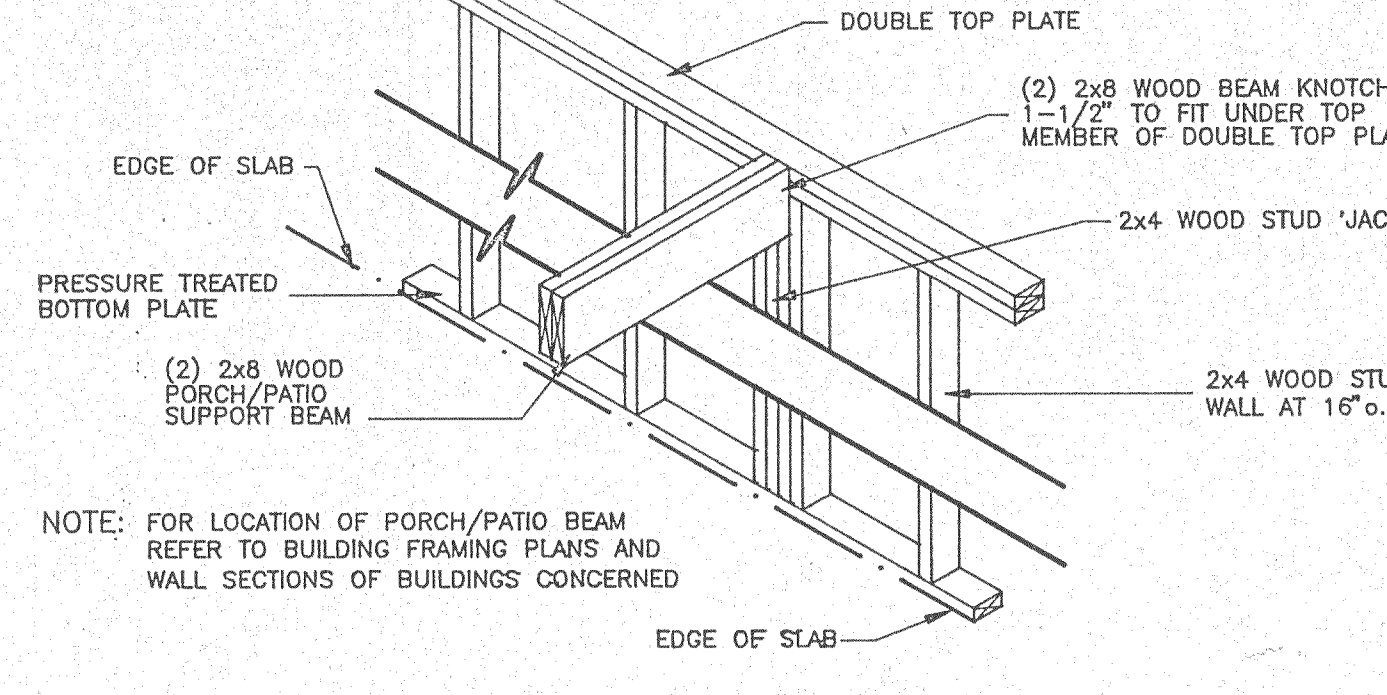 DOUBLE TOP PLATE
(2) 2x8 WOOD BEAM KNOTCH
1-1/2" TO FIT UNDER TOP
MEMBER OF DOUBLE TOP PLA
EDGE OF SLAB
2x4 WOOD STUD 'JAC
PRESSURE TREATED
BOTTOM PLATE
(2) 2x8 WOOD
PORCH/PATIO
SUPPORT BEAM
2x4 WOOD STU
WALL AT 16"o.
NOTE: FOR LOCATION OF PORCH/PATIO BEAM
REFER TO BUILDING FRAMING PLANS AND
WALL SECTIONS OF BUILDINGS CONCERNED
EDGE OF SLAB